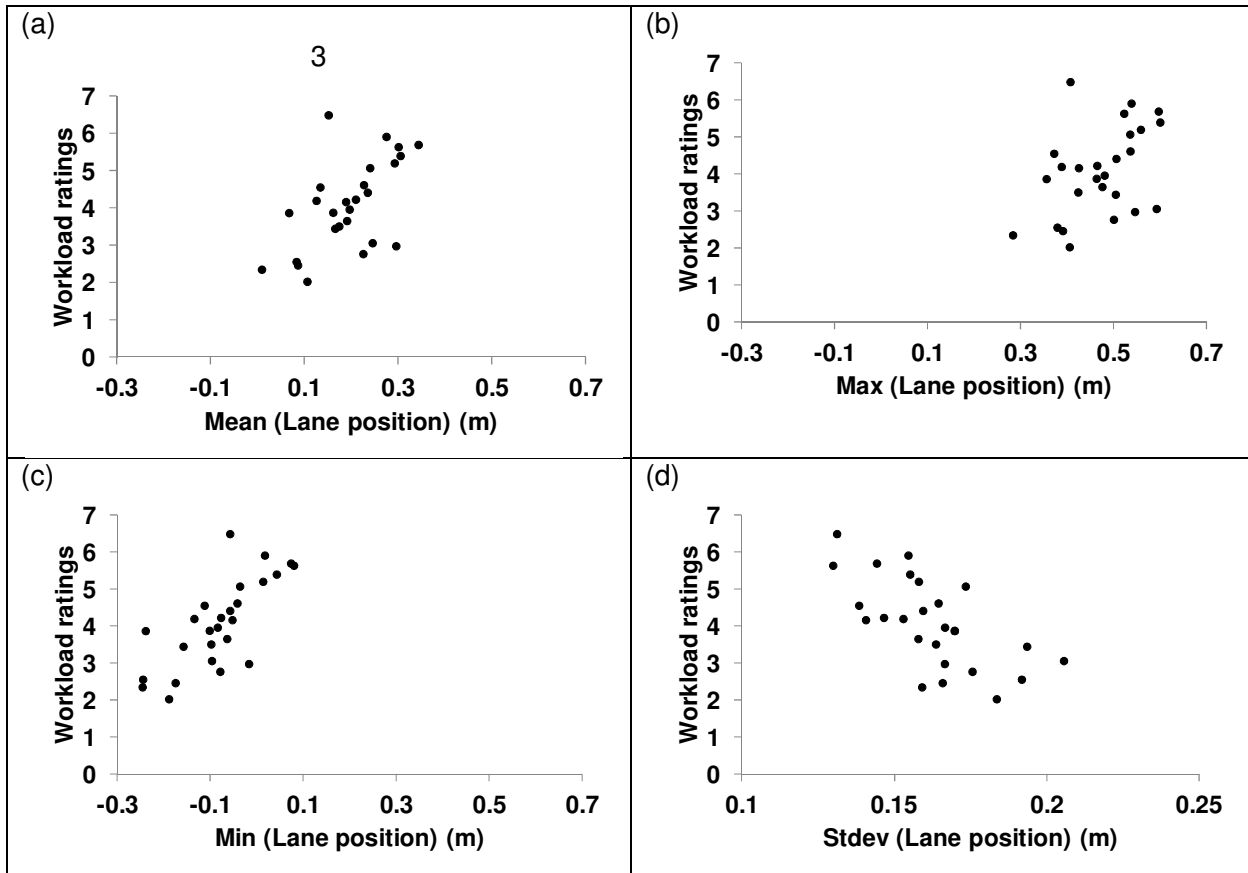 (a)
3
Workload ratings
7
6
5
4
3
2
1
0
-0.3 -0.1 0.1 0.3 0.5 0.7
Mean (Lane position) (m)
(b)
Workload ratings
7
6
5
4
3
2
1
0
-0.3 -0.1 0.1 0.3 0.5 0.7
Max (Lane position) (m)
(c)
Workload ratings
7
6
5
4
3
2
1
0
-0.3 -0.1 0.1 0.3 0.5 0.7
Min (Lane position) (m)
(d)
Workload ratings
7
6
5
4
3
2
1
0
0.1 0.15 0.2 0.25
Stdev (Lane position) (m)